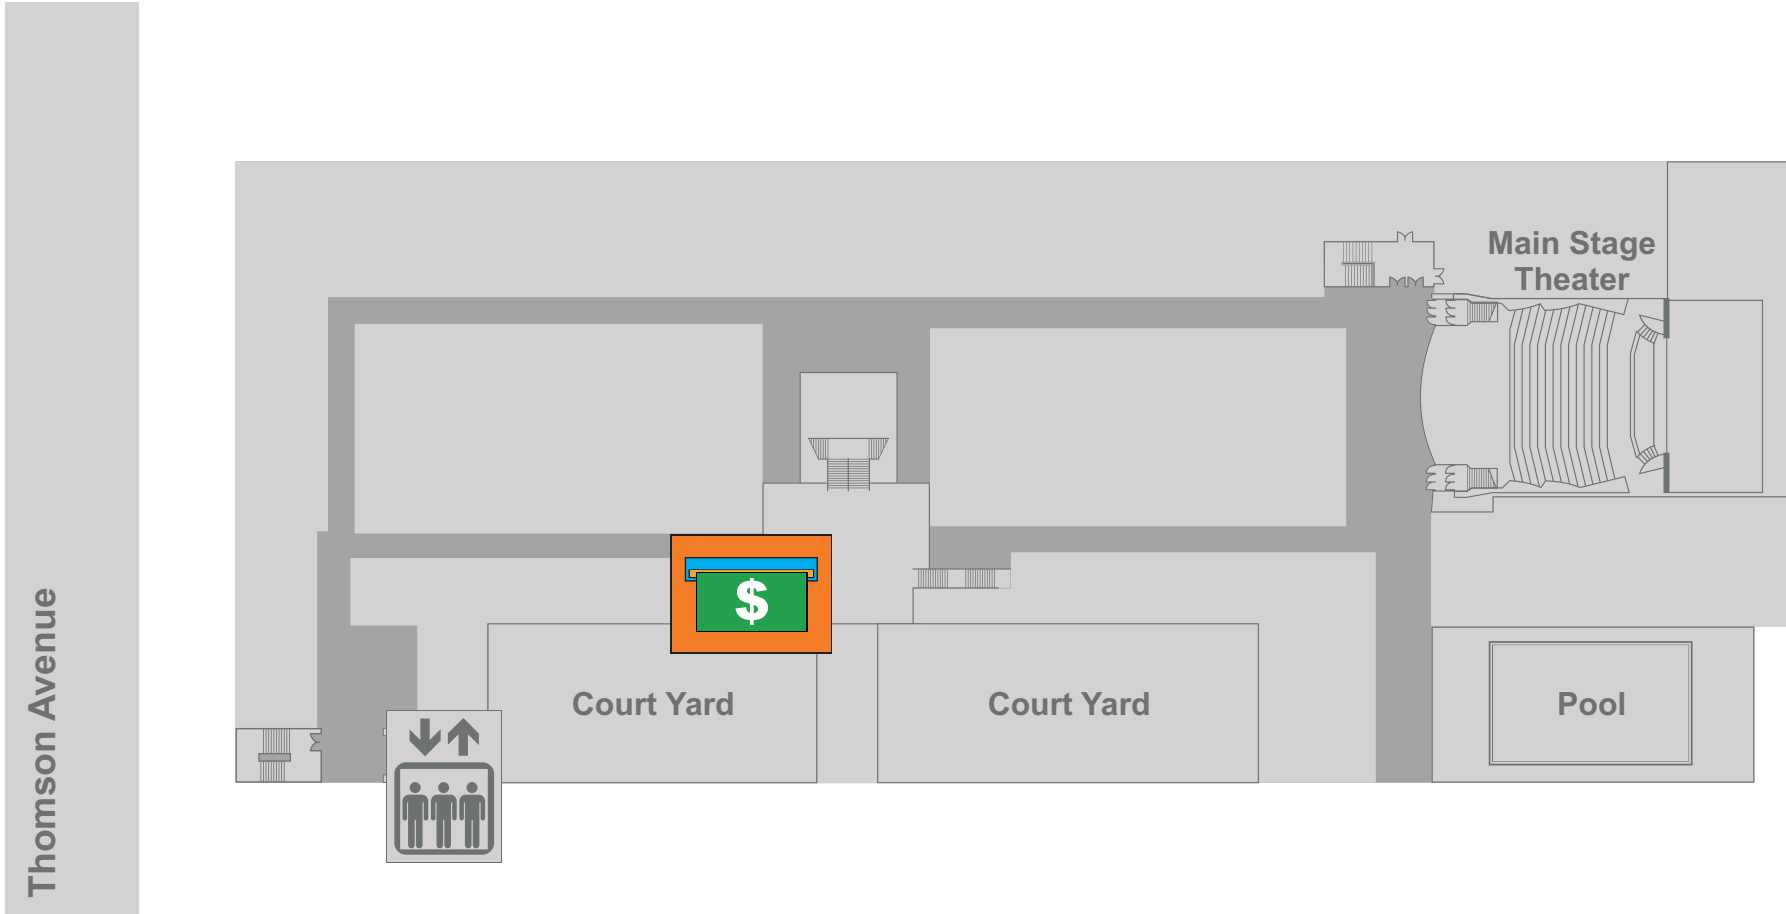 Main Stage
Theater
$
Court Yard
Court Yard
Pool
Thomson Avenue